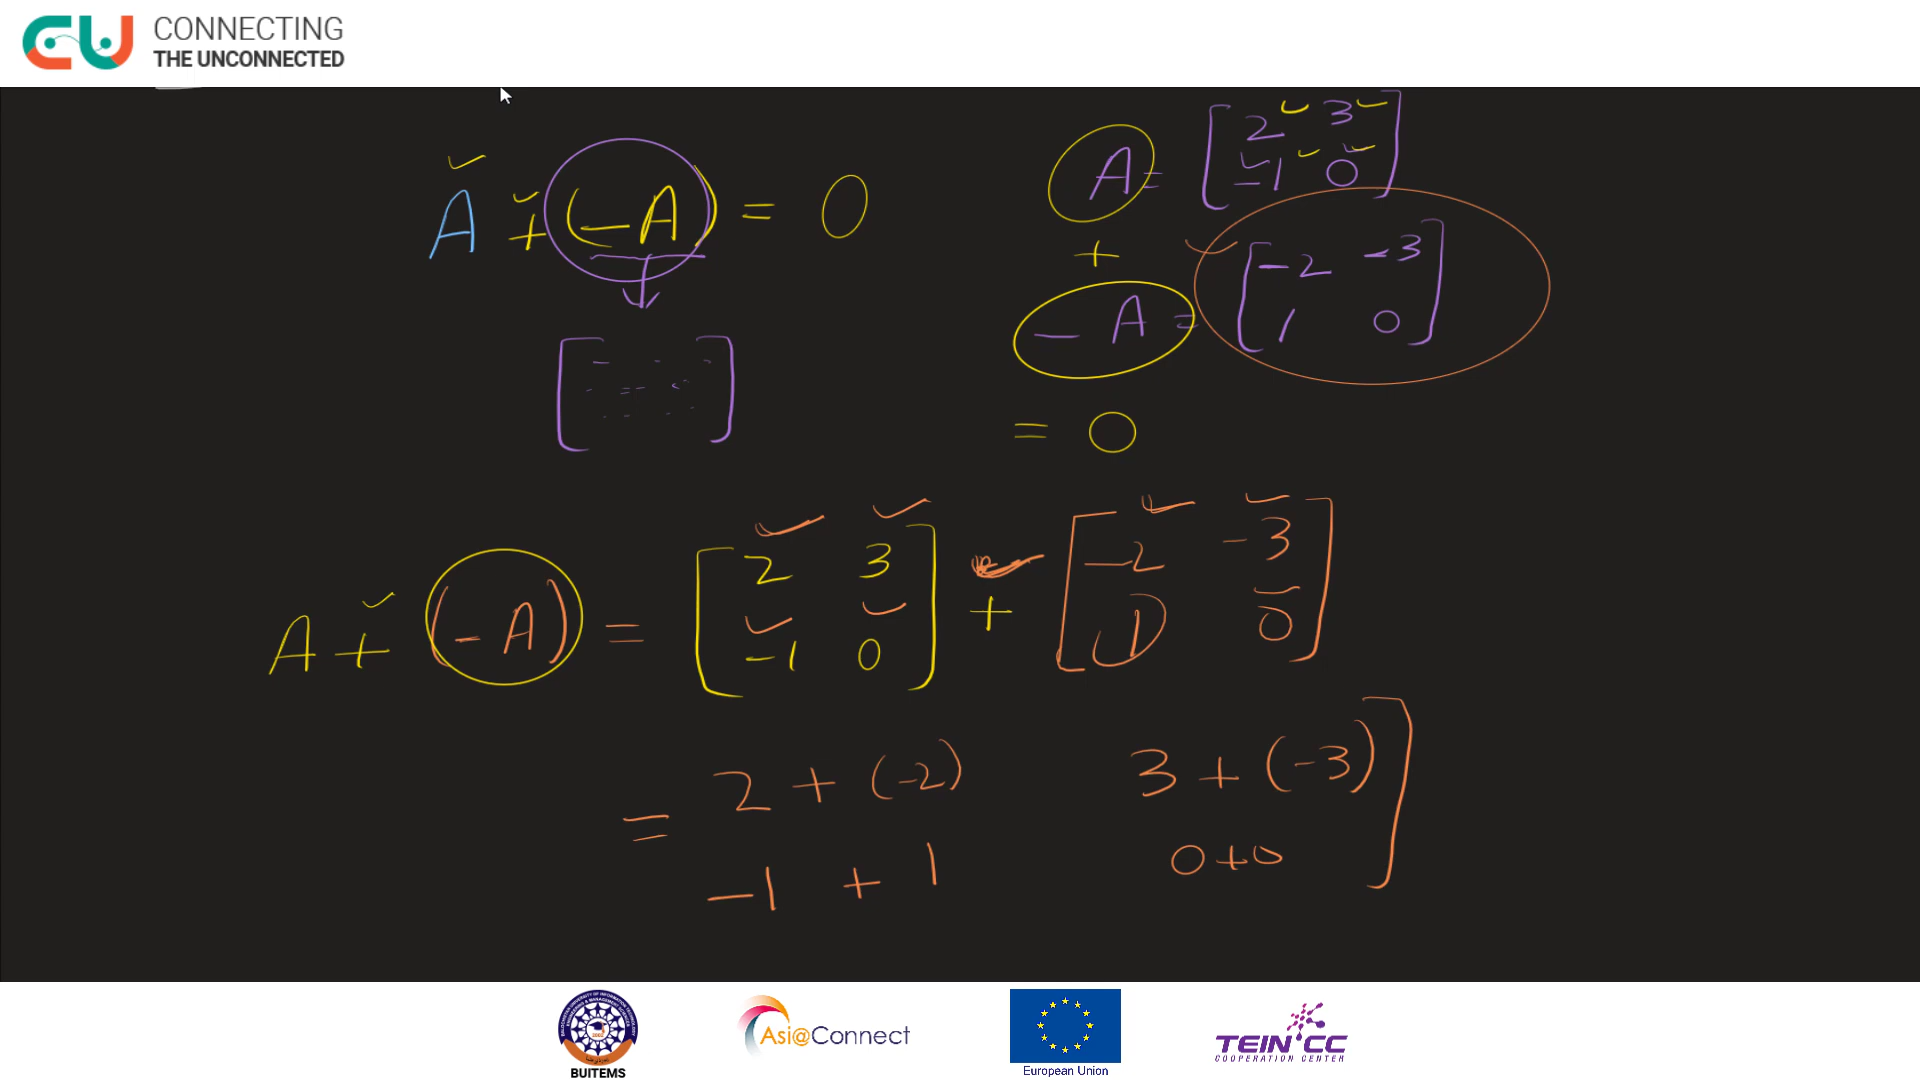 CONNECTING
THE UNCONNECTED
A + (-A) = 0
A = [2 3
-1 0]
+
-A = [-2 -3
1 0]
= 0
A + (-A) = [2 3
-1 0] + [-2 -3
1 0]
= 2 + (-2) 3 + (-3)]
-1 + 1 0+0
BUITEMS
Asi@Connect
European Union
TEIN*CC
COOPERATION CENTER